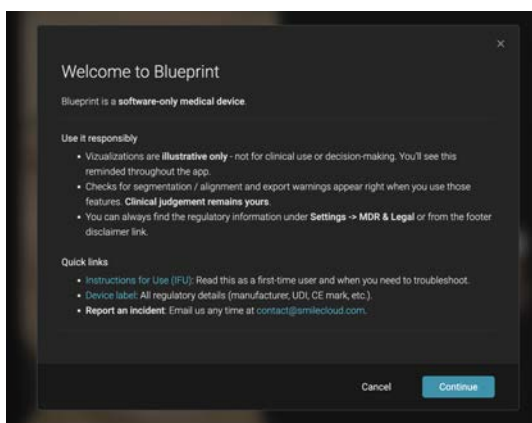 Welcome to Blueprint
Blueprint is a software-only medical device.
Use it responsibly
• Vizualizations are illustrative only - not for clinical use or decision-making. You'll see this
reminded throughout the app.
• Checks for segmentation / alignment and export warnings appear right when you use those
features. Clinical judgement remains yours.
• You can always find the regulatory information under Settings -> MDR & Legal or from the footer
disclaimer link.
Quick links
• Instructions for Use (IFU): Read this as a first-time user and when you need to troubleshoot.
• Device label: All regulatory details (manufacturer, UDI, CE mark, etc.).
• Report an incident: Email us any time at contact@smilecloud.com.
Cancel Continue